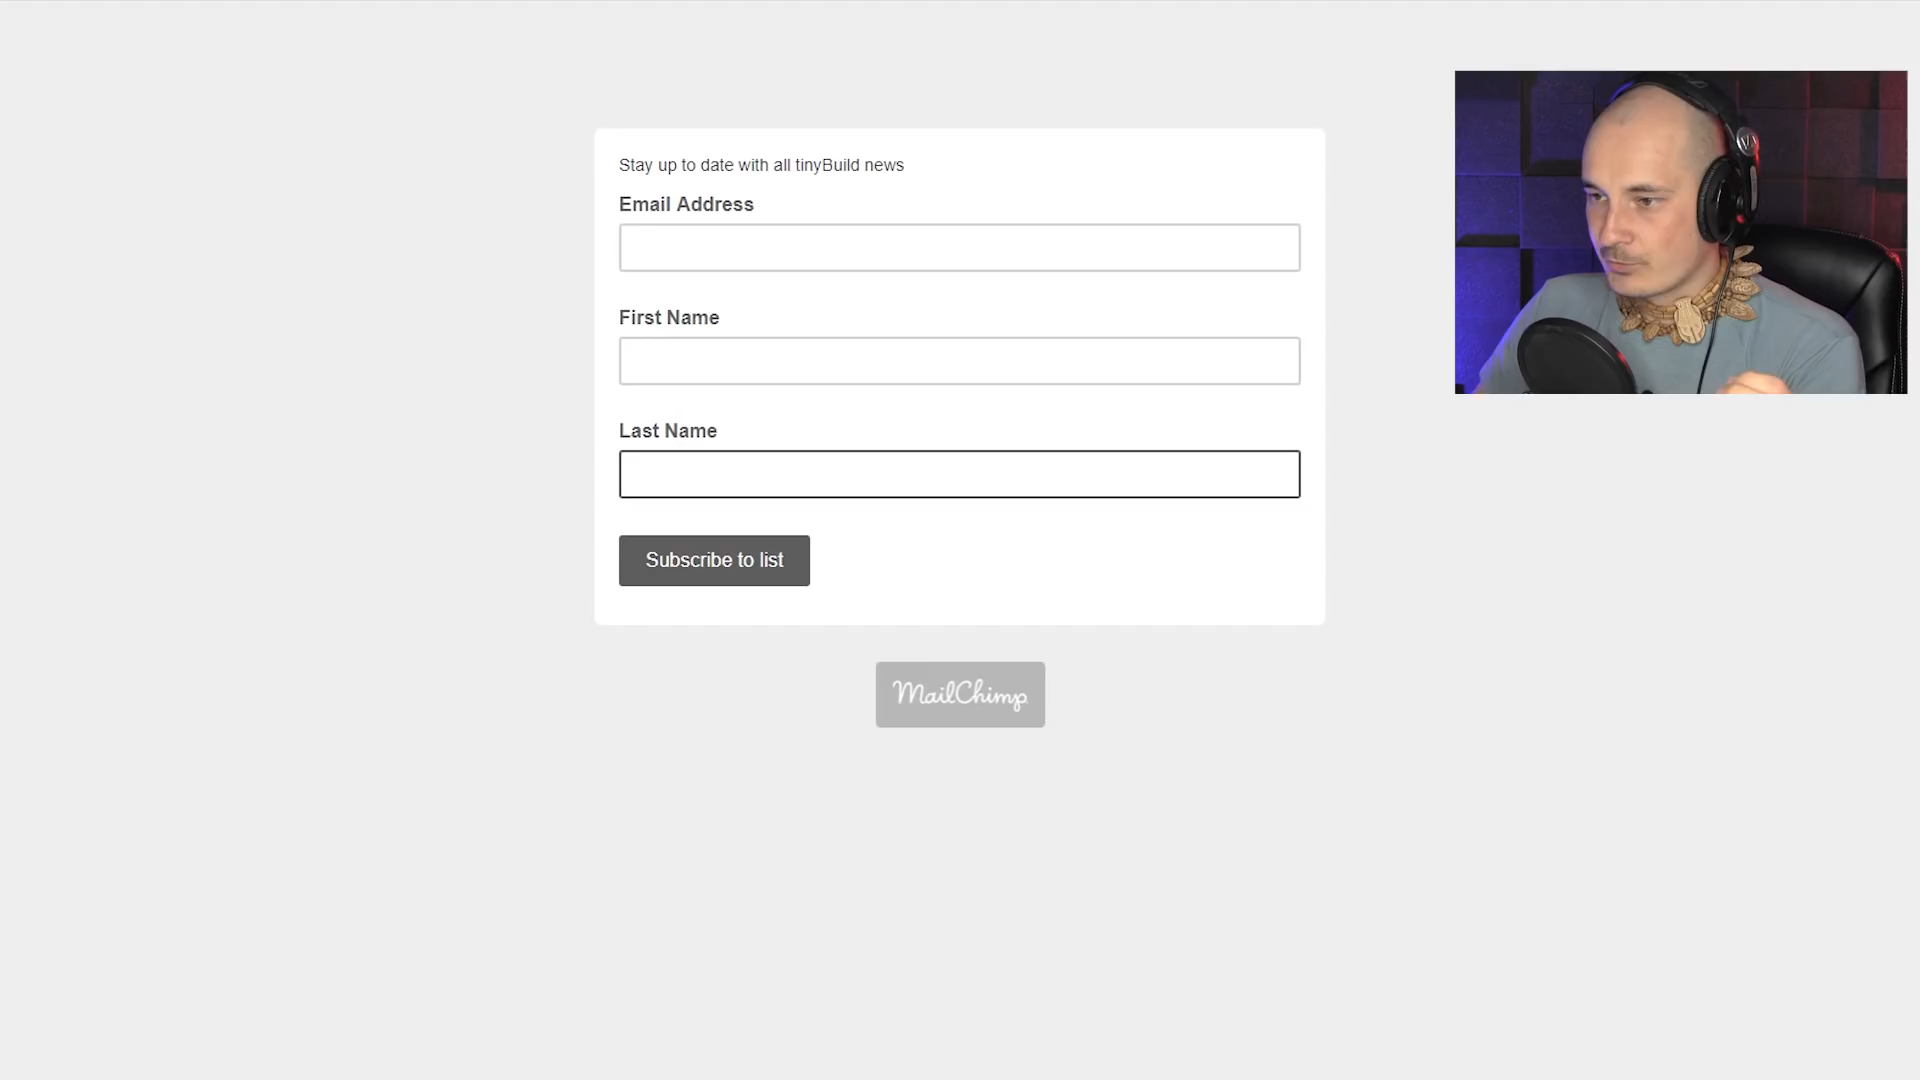 Stay up to date with all tinyBuild news
Email Address
First Name
Last Name
Subscribe to list
MailChimp